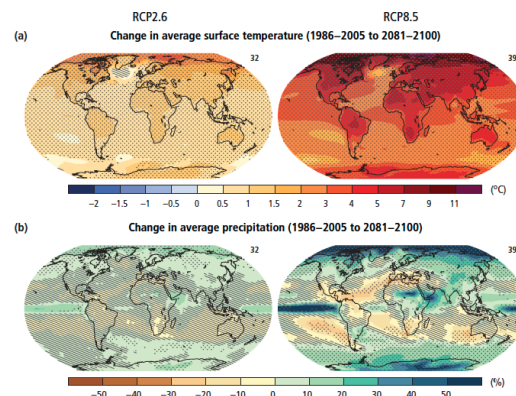 RCP2.6 RCP8.5
(a) Change in average surface temperature (1986–2005 to 2081–2100)
32 39
−2 −1.5 −1 −0.5 0 0.5 1 1.5 2 3 4 5 7 9 11 (°C)
(b) Change in average precipitation (1986–2005 to 2081–2100)
32 39
−50 −40 −30 −20 −10 0 10 20 30 40 50 (%)